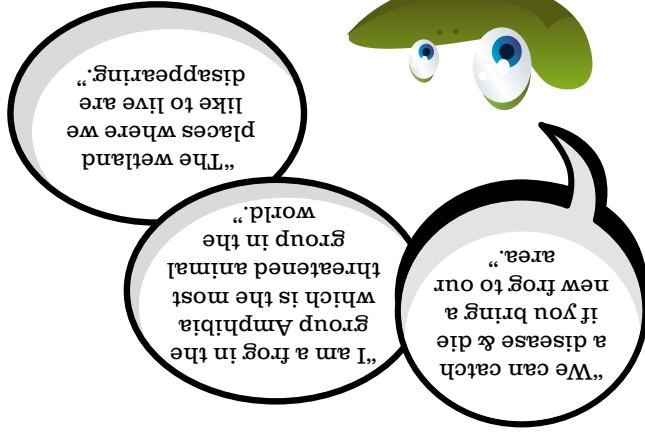 "We can catch
a disease & die
if you bring a
new frog to our
area."
"I am a frog in the
group Amphibia
which is the most
threatened animal
group in the
world."
"The wetland
places where we
like to live are
disappearing."